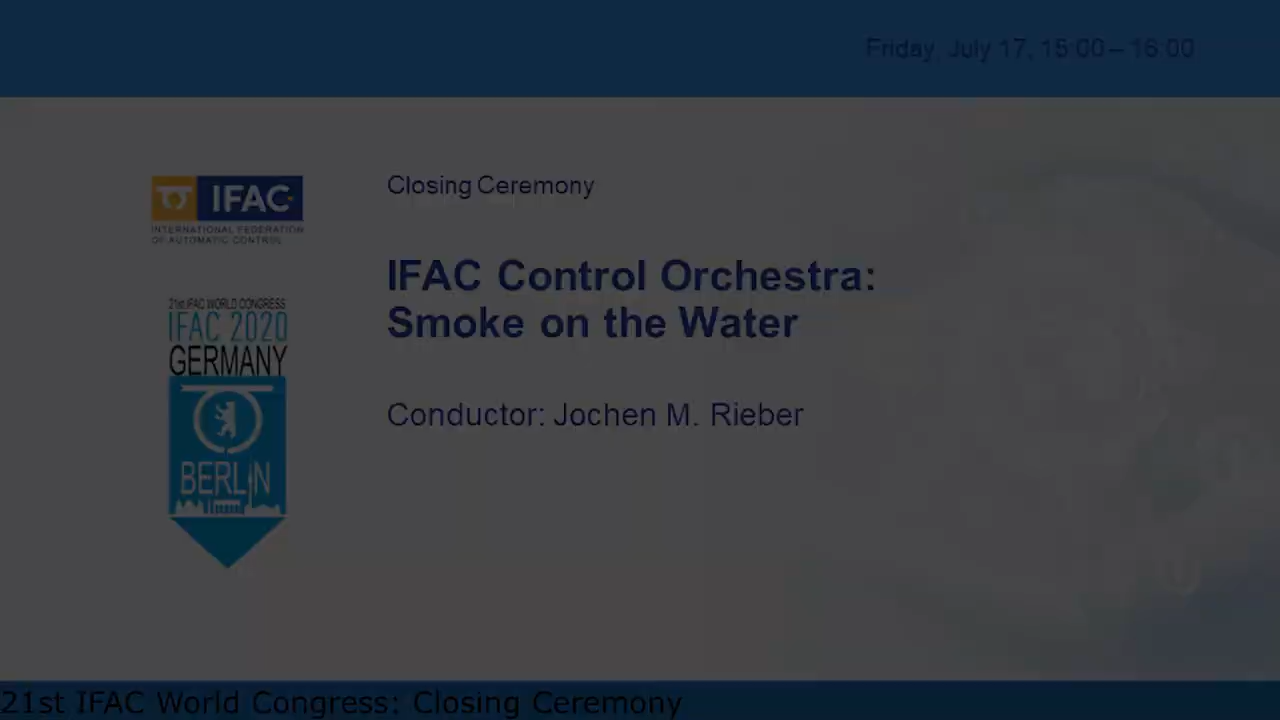 Friday, July 17, 15:00 – 16:00
Closing Ceremony
IFAC
INTERNATIONAL FEDERATION
OF AUTOMATIC CONTROL
IFAC Control Orchestra:
Smoke on the Water
21st IFAC WORLD CONGRESS
IFAC 2020
GERMANY
BERLIN
Conductor: Jochen M. Rieber
21st IFAC World Congress: Closing Ceremony